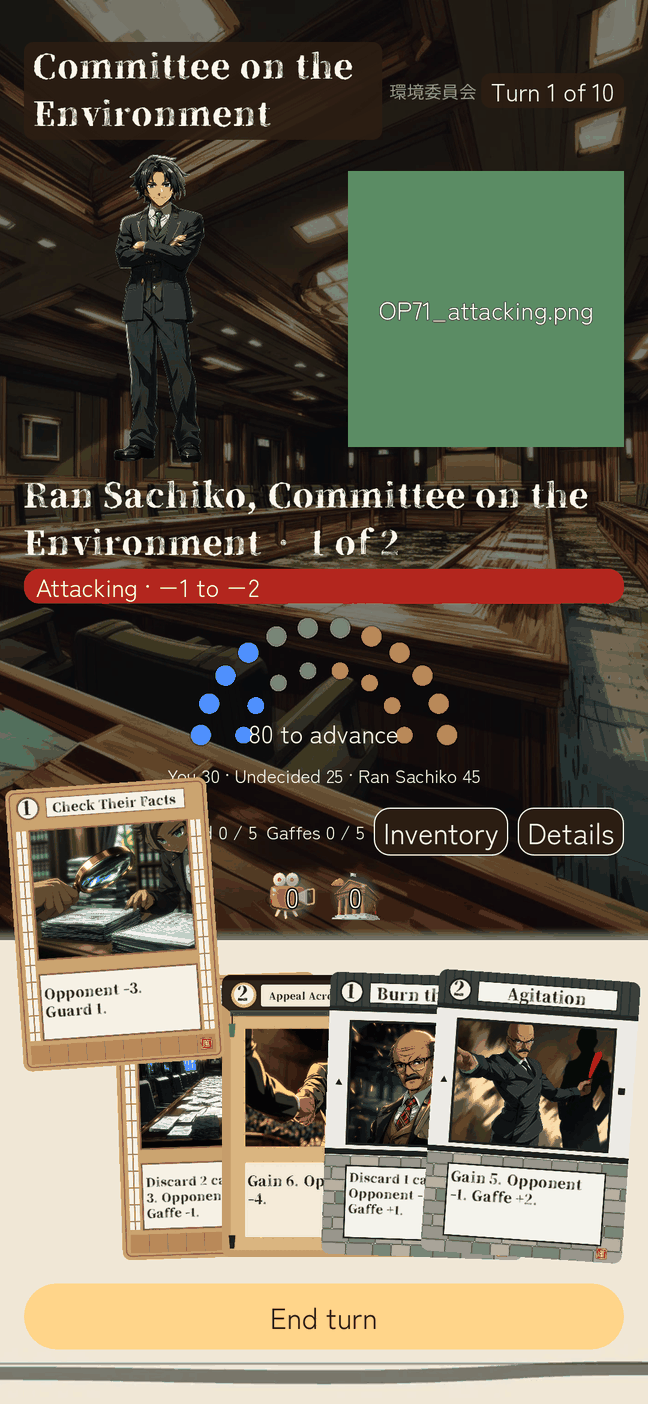 Committee on the
Environment
環境委員会
Turn 1 of 10
OP71_attacking.png
Ran Sachiko, Committee on the
Environment · 1 of 2
Attacking · −1 to −2
80 to advance
You 30 · Undecided 25 · Ran Sachiko 45
0 / 5 Gaffes 0 / 5
Inventory
Details
0
0
1
Check Their Facts
Opponent -3.
Guard 1.
Discard 2
3. Opponent
Gaffe -1.
2
Appeal
Gain 6.
-4.
1
Burn
Discard 1
Opponent
Gaffe +1.
2
Agitation
Gain 5. Opponent
-1. Gaffe +2.
End turn